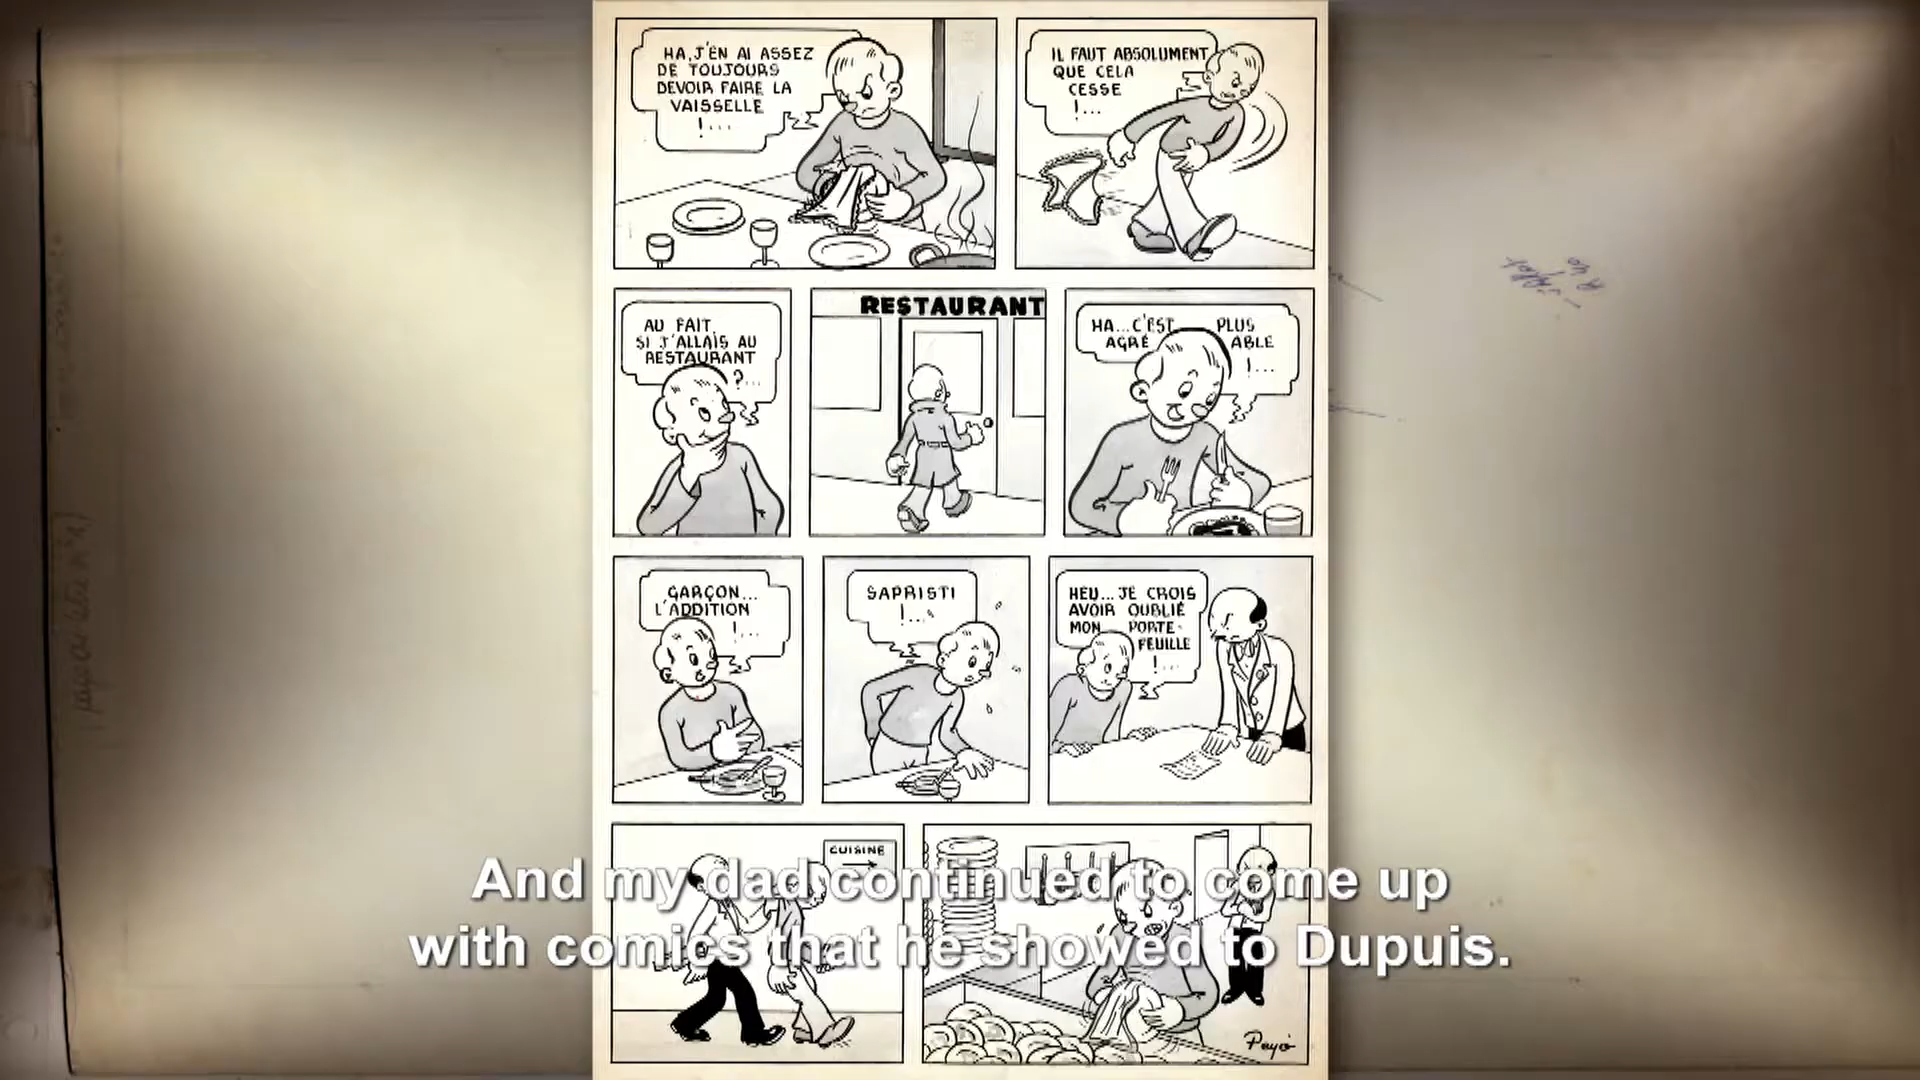 HA, J'EN AI ASSEZ
DE TOUJOURS
DEVOIR FAIRE LA
VAISSELLE
!...
IL FAUT ABSOLUMENT
QUE CELA
CESSE
!...
AU FAIT,
SI J'ALLAIS AU
RESTAURANT
?...
RESTAURANT
HA...C'EST PLUS
AGRÉ ABLE
!...
GARÇON...
L'ADDITION
!...
SAPRISTI
!...
HEU...JE CROIS
AVOIR OUBLIÉ
MON PORTE-
FEUILLE
!...
CUISINE
And my dad continued to come up
with comics that he showed to Dupuis.
Peyo